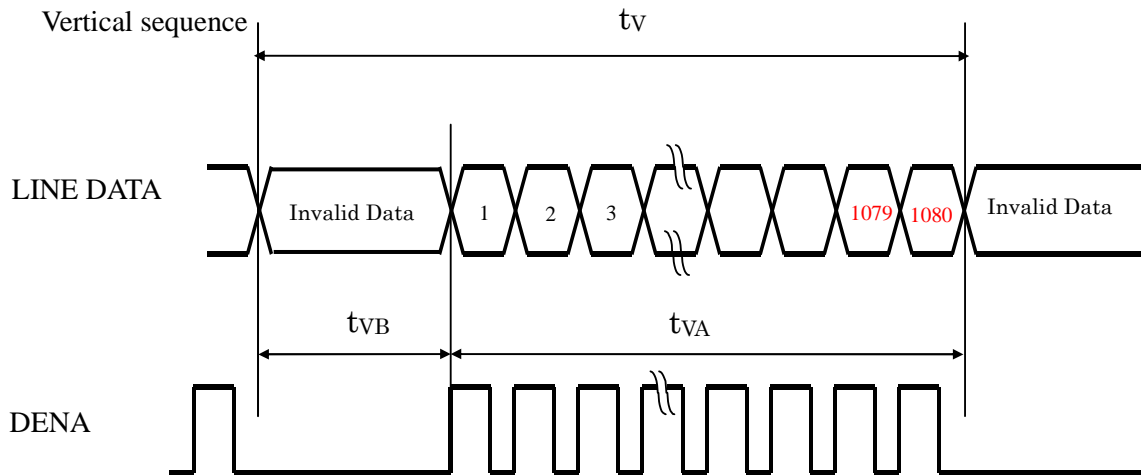 Vertical sequence
tV
LINE DATA
Invalid Data
1
2
3
1079
1080
Invalid Data
tVB
tVA
DENA